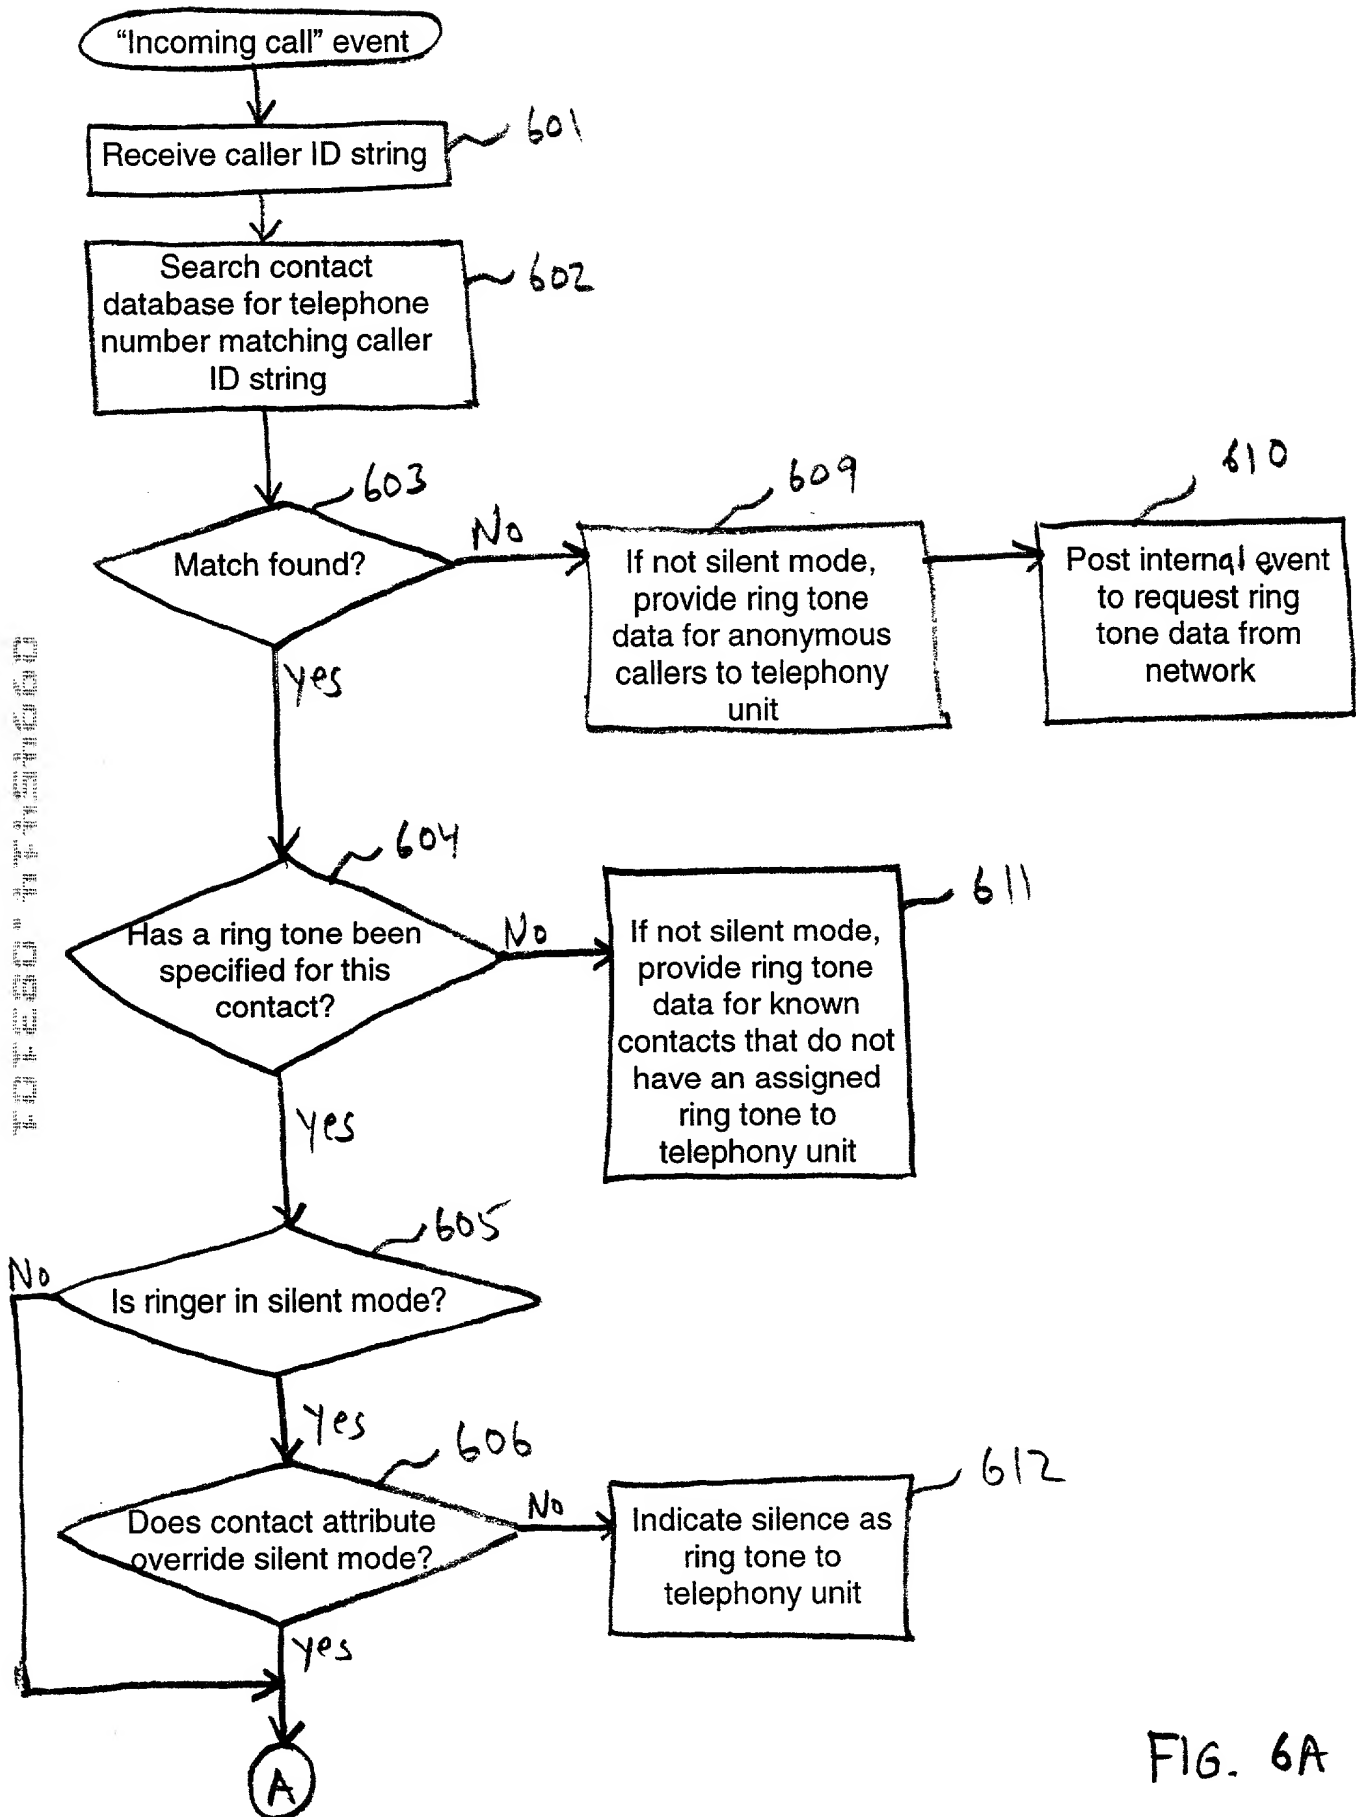 “Incoming call” event
601
Receive caller ID string
602
Search contact
database for telephone
number matching caller
ID string
603
Match found?
No
609
If not silent mode,
provide ring tone
data for anonymous
callers to telephony
unit
610
Post internal event
to request ring
tone data from
network
yes
604
Has a ring tone been
specified for this
contact?
No
611
If not silent mode,
provide ring tone
data for known
contacts that do not
have an assigned
ring tone to
telephony unit
yes
605
No
Is ringer in silent mode?
yes
606
Does contact attribute
override silent mode?
No
612
Indicate silence as
ring tone to
telephony unit
yes
A
FIG. 6A